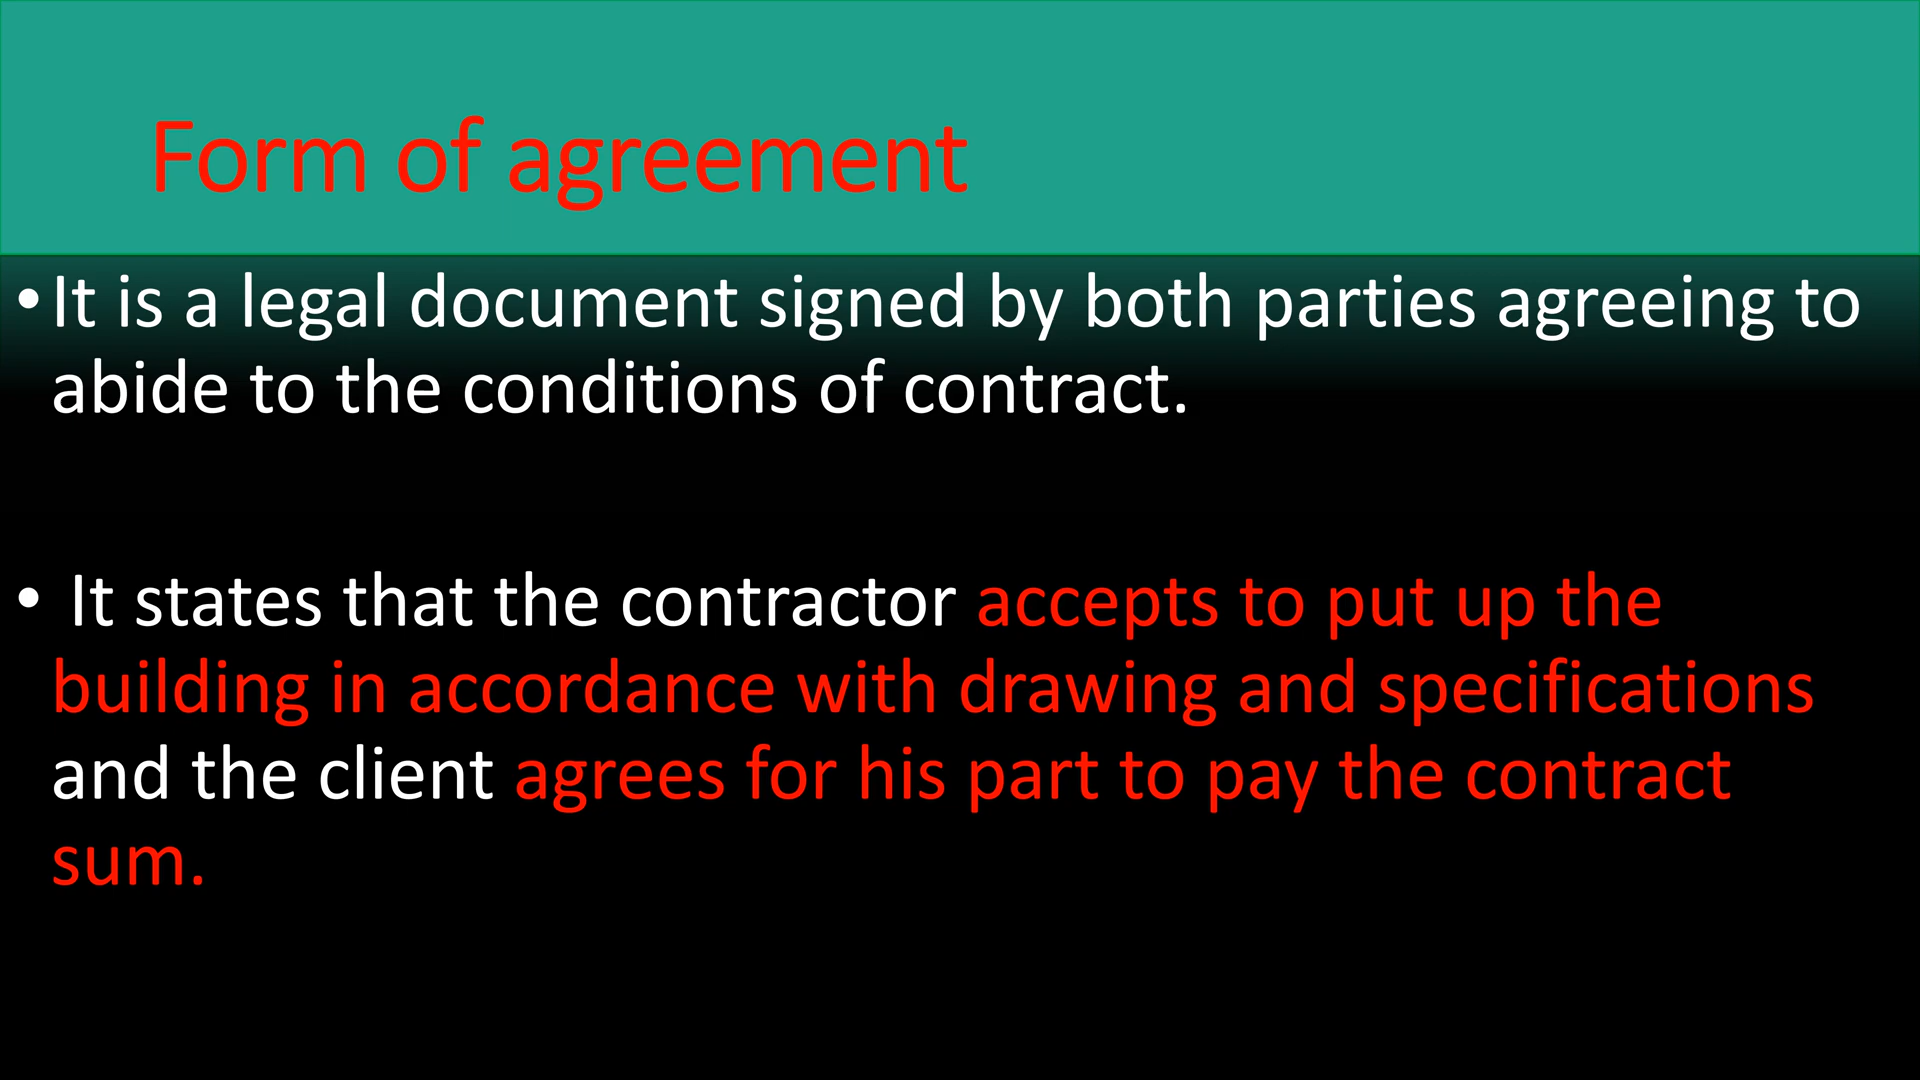 Form of agreement
•It is a legal document signed by both parties agreeing to
abide to the conditions of contract.
• It states that the contractor accepts to put up the
building in accordance with drawing and specifications
and the client agrees for his part to pay the contract
sum.